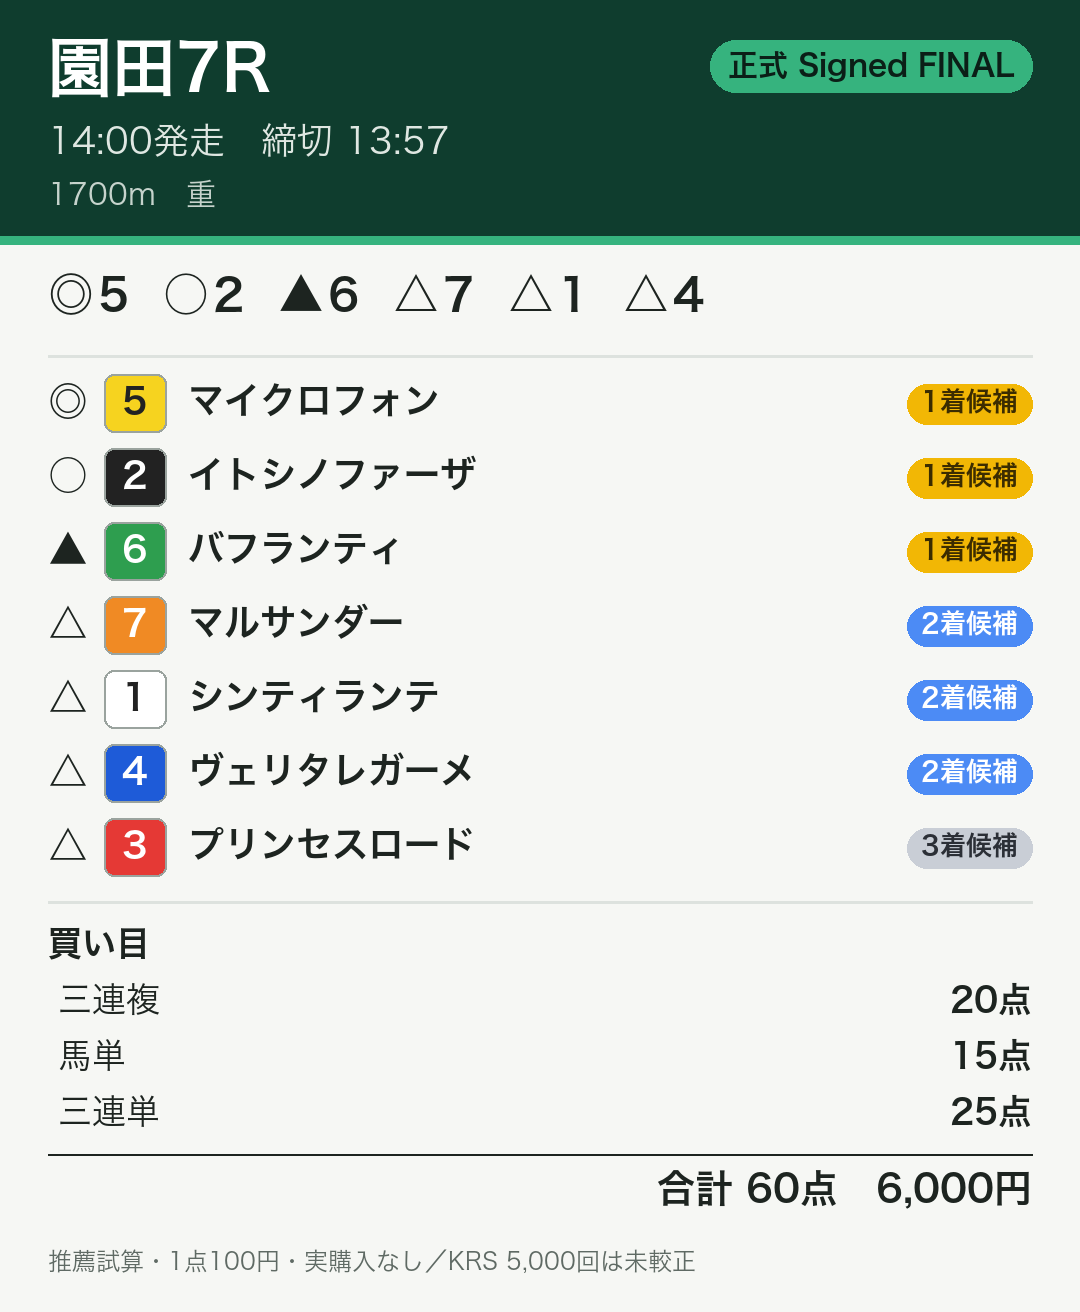 園田7R
正式 Signed FINAL
14:00発走　締切 13:57
1700m　重
◎5 ○2 ▲6 △7 △1 △4
◎ 5 マイクロフォン 1着候補
○ 2 イトシノファーザ 1着候補
▲ 6 バフランティ 1着候補
△ 7 マルサンダー 2着候補
△ 1 シンティランテ 2着候補
△ 4 ヴェリタレガーメ 2着候補
△ 3 プリンセスロード 3着候補
買い目
三連複 20点
馬単 15点
三連単 25点
合計 60点　6,000円
推薦試算・1点100円・実購入なし／KRS 5,000回は未較正